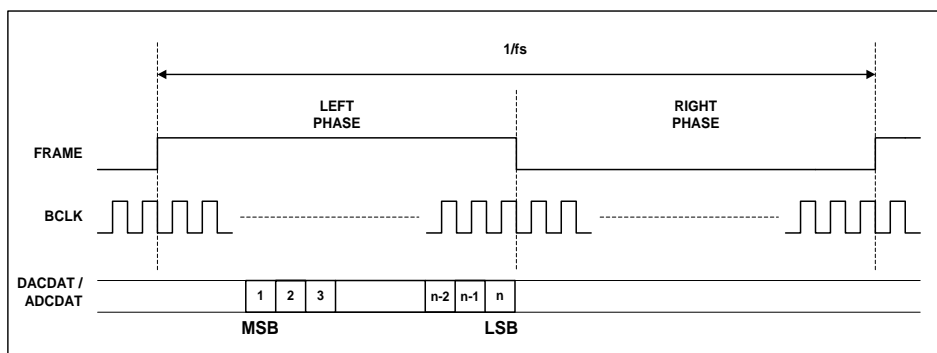 1/fs
LEFT
PHASE
RIGHT
PHASE
FRAME
BCLK
DACDAT /
ADCDAT
1 2 3 n-2 n-1 n
MSB LSB